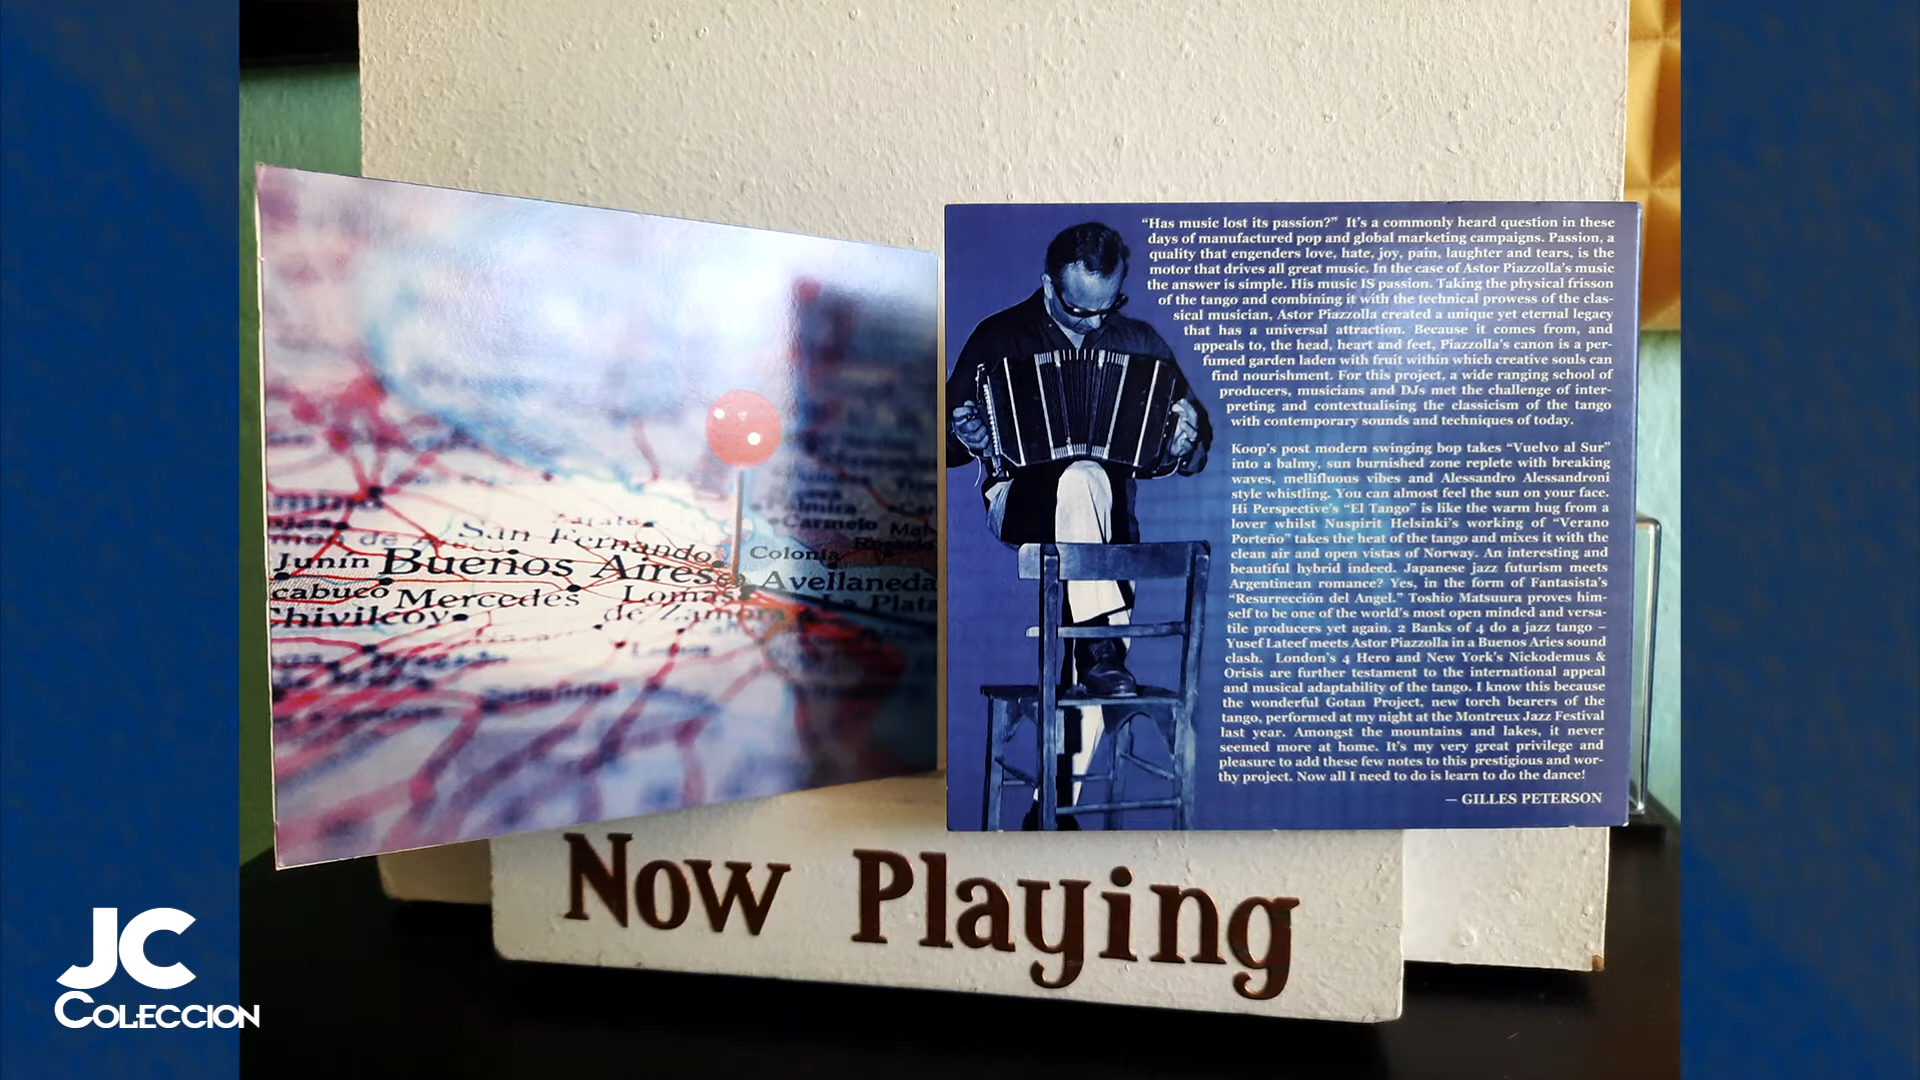 San Fernando
Colonia
Junin Buenos Aires Avellaneda
cabuco Mercedes Lomas La Plata
Chivilcoy de Zamora
Carmelo
“Has music lost its passion?” It’s a commonly heard question in these
days of manufactured pop and global marketing campaigns. Passion, a
quality that engenders love, hate, joy, pain, laughter and tears, is the
motor that drives all great music. In the case of Astor Piazzolla’s music
the answer is simple. His music IS passion. Taking the physical frisson
of the tango and combining it with the technical prowess of the clas-
sical musician, Astor Piazzolla created a unique yet eternal legacy
that has a universal attraction. Because it comes from, and
appeals to, the head, heart and feet, Piazzolla’s canon is a per-
fumed garden laden with fruit within which creative souls can
find nourishment. For this project, a wide ranging school of
producers, musicians and DJs met the challenge of inter-
preting and contextualising the classicism of the tango
with contemporary sounds and techniques of today.
Koop’s post modern swinging bop takes “Vuelvo al Sur”
into a balmy, sun burnished zone replete with breaking
waves, mellifluous vibes and Alessandro Alessandroni
style whistling. You can almost feel the sun on your face.
Hi Perspective’s “El Tango” is like the warm hug from a
lover whilst Nuspirit Helsinki’s working of “Verano
Porteño” takes the heat of the tango and mixes it with the
clean air and open vistas of Norway. An interesting and
beautiful hybrid indeed. Japanese jazz futurism meets
Argentinean romance? Yes, in the form of Fantasista’s
“Resurrección del Angel.” Toshio Matsuura proves him-
self to be one of the world’s most open minded and versa-
tile producers yet again. 2 Banks of 4 do a jazz tango –
Yusef Lateef meets Astor Piazzolla in a Buenos Aries sound
clash. London’s 4 Hero and New York’s Nickodemus &
Orisis are further testament to the international appeal
and musical adaptability of the tango. I know this because
the wonderful Gotan Project, new torch bearers of the
tango, performed at my night at the Montreux Jazz Festival
last year. Amongst the mountains and lakes, it never
seemed more at home. It’s my very great privilege and
pleasure to add these few notes to this prestigious and wor-
thy project. Now all I need to do is learn to do the dance!
— GILLES PETERSON
Now Playing
JC
COLECCION